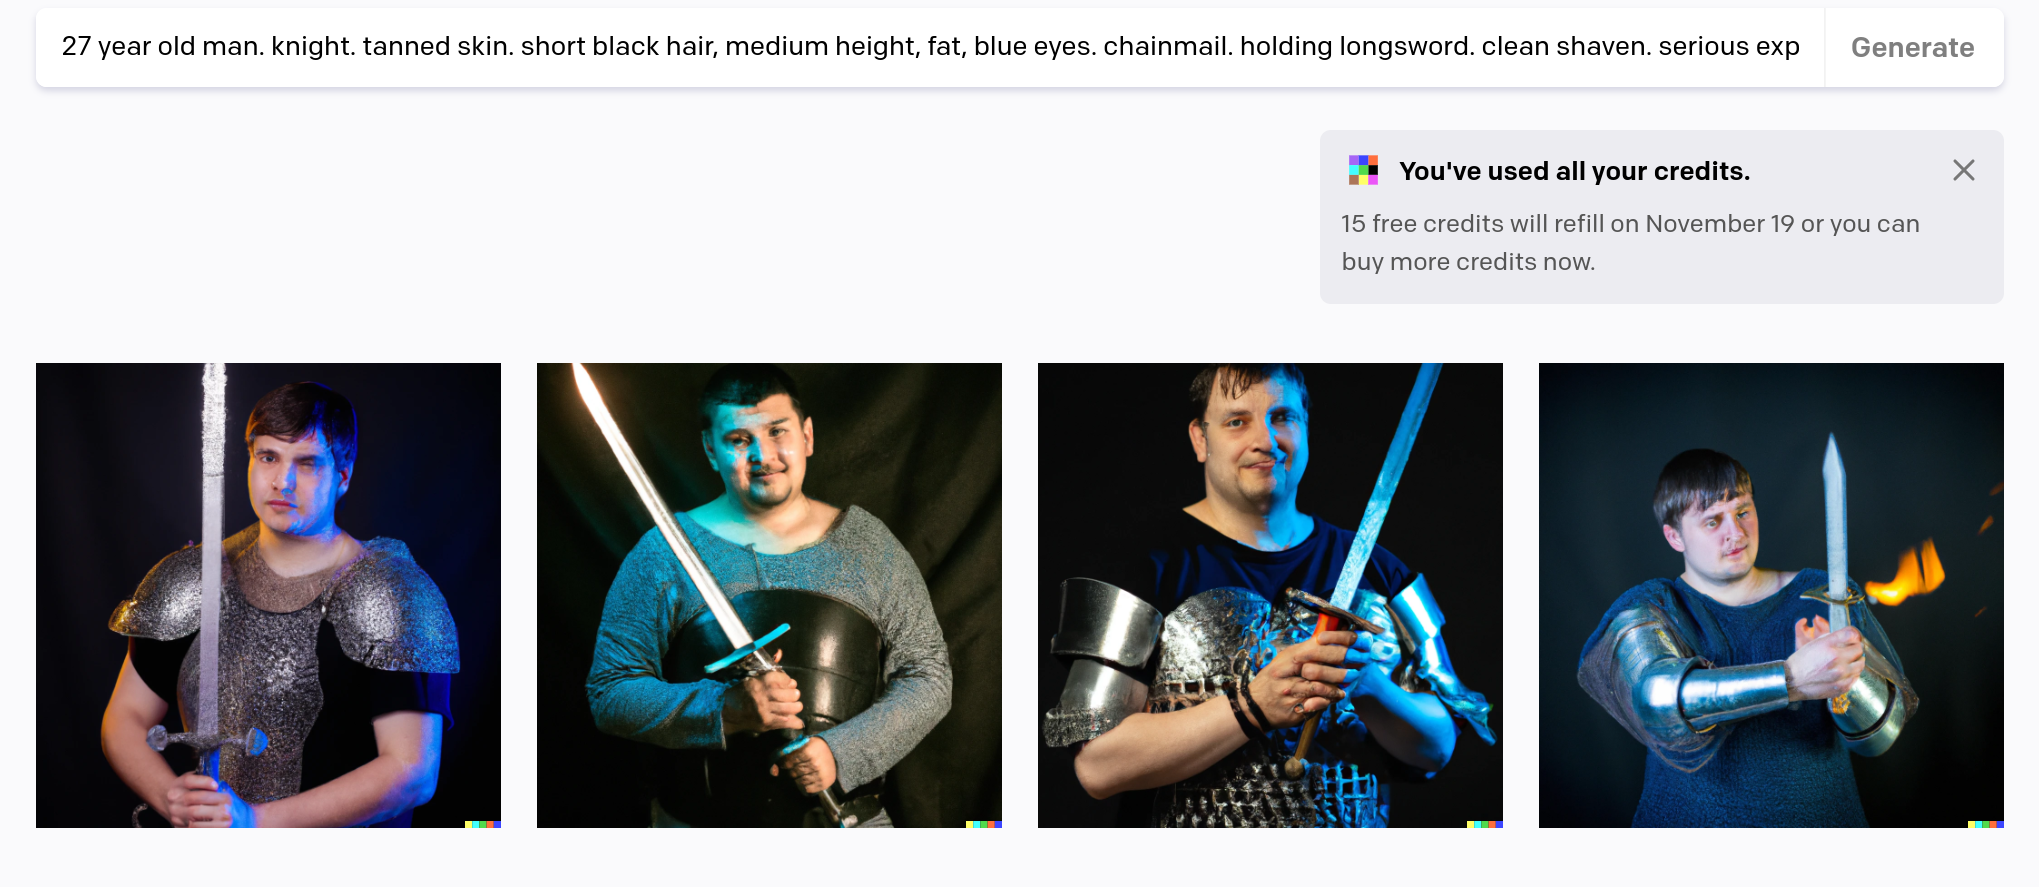 27 year old man. knight. tanned skin. short black hair, medium height, fat, blue eyes. chainmail. holding longsword. clean shaven. serious exp
Generate
You've used all your credits.
15 free credits will refill on November 19 or you can
buy more credits now.